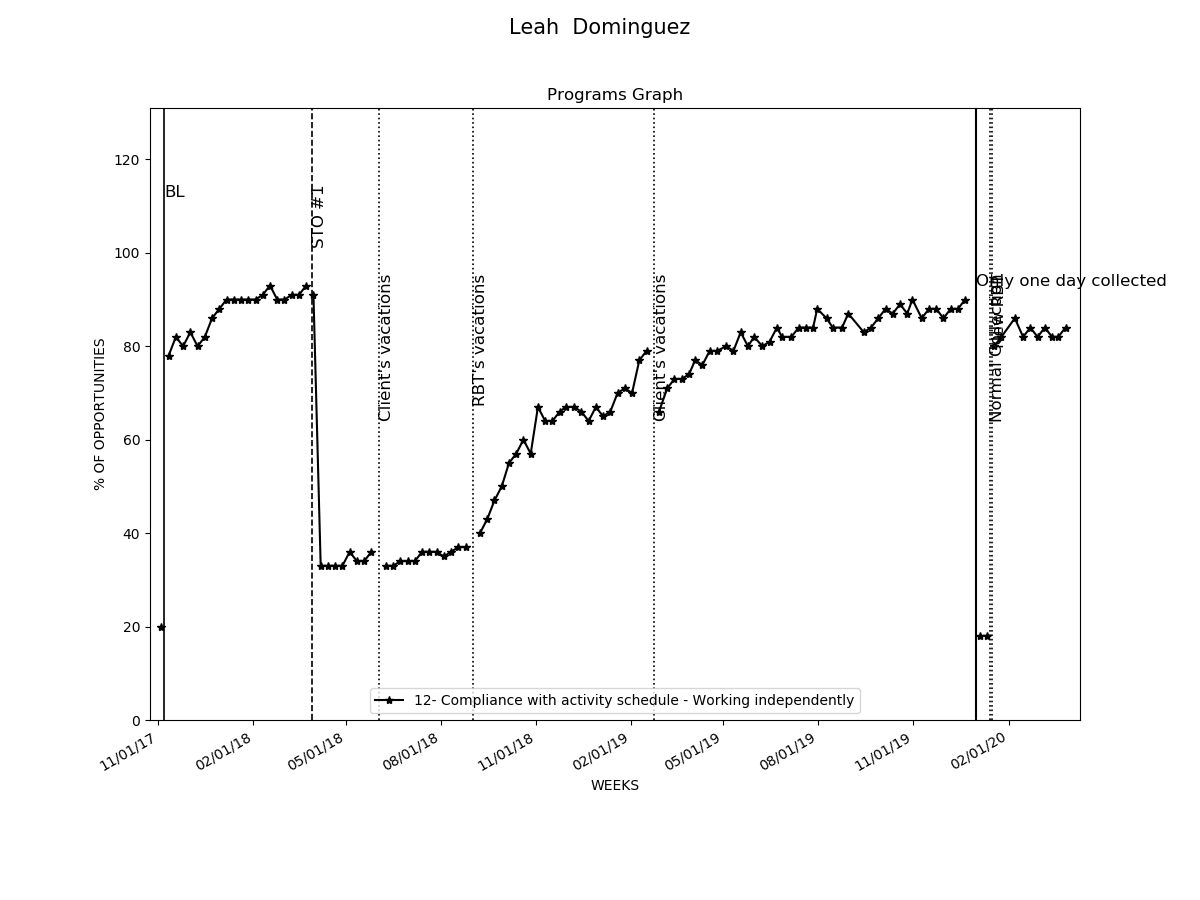 Leah  Dominguez
Programs Graph
BL
STO #1
Client's vacations
RBT's vacations
Client's vacations
Only one day collected
Normal
% OF OPPORTUNITIES
120
100
80
60
40
20
0
12- Compliance with activity schedule - Working independently
11/01/17
02/01/18
05/01/18
08/01/18
11/01/18
02/01/19
05/01/19
08/01/19
11/01/19
02/01/20
WEEKS